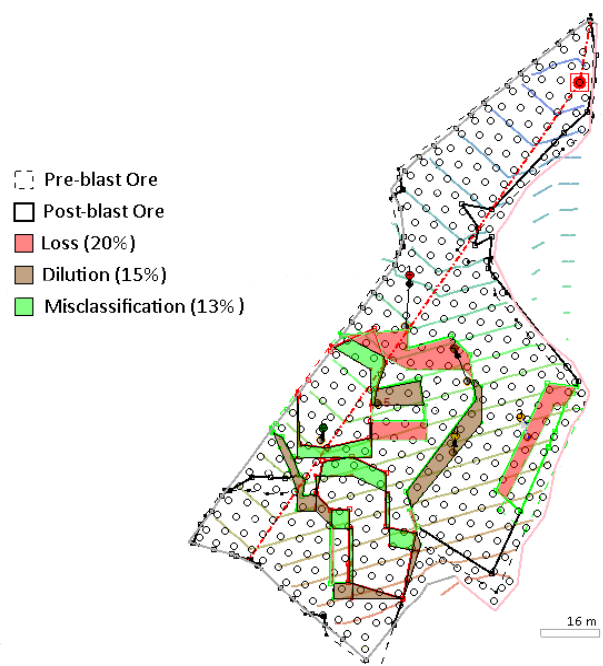 Pre-blast Ore
Post-blast Ore
Loss (20%)
Dilution (15%)
Misclassification (13%)
16 m